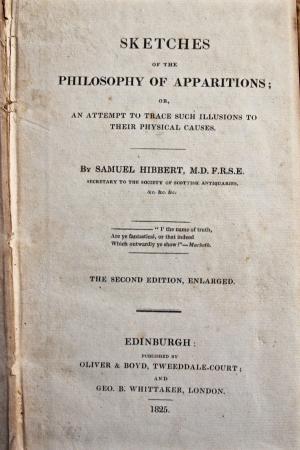 SKETCHES
OF THE
PHILOSOPHY OF APPARITIONS;
OR,
AN ATTEMPT TO TRACE SUCH ILLUSIONS TO
THEIR PHYSICAL CAUSES.
By SAMUEL HIBBERT, M.D. F.R.S.E.
SECRETARY TO THE SOCIETY OF SCOTTISH ANTIQUARIES,
&c. &c. &c.
“ I' the name of truth,
Are ye fantastical, or that indeed
Which outwardly ye show ?”—Macbeth.
THE SECOND EDITION, ENLARGED.
EDINBURGH:
PUBLISHED BY
OLIVER & BOYD, TWEEDDALE-COURT;
AND
GEO. B. WHITTAKER, LONDON.
1825.